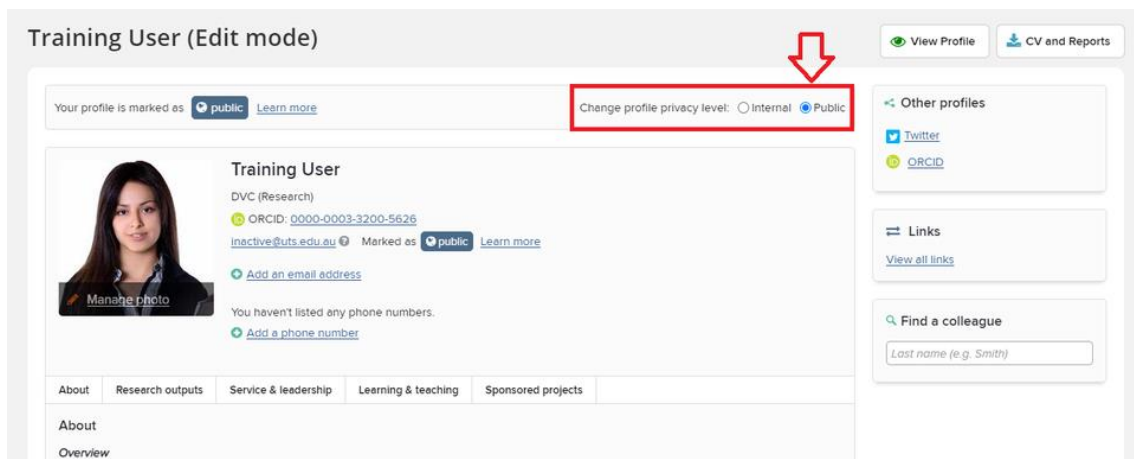 Training User (Edit mode)
View Profile
CV and Reports
Your profile is marked as public Learn more
Change profile privacy level: Internal Public
Training User
DVC (Research)
ORCID: 0000-0003-3200-5626
inactive@uts.edu.au Marked as public Learn more
Add an email address
Manage photo
You haven't listed any phone numbers.
Add a phone number
About Research outputs Service & leadership Learning & teaching Sponsored projects
About
Overview
Other profiles
Twitter
ORCID
Links
View all links
Find a colleague
Last name (e.g. Smith)